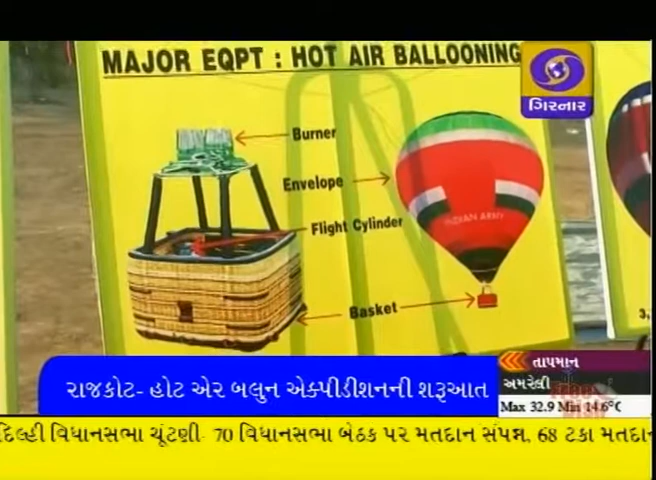 MAJOR EQPT : HOT AIR BALLOONING
ગિરનાર
Burner
Envelope
Flight Cylinder
INDIAN ARMY
Basket
રાજકોટ- હોટ એર બલુન એક્પીડીશનની શરૂઆત
તાપમાન
અમરેલી
Max 32.9 Min 14.6°C
દિલ્હી વિધાનસભા ચૂંટણી 70 વિધાનસભા બેઠક પર મતદાન સંપન્ન, 68 ટકા મતદાન